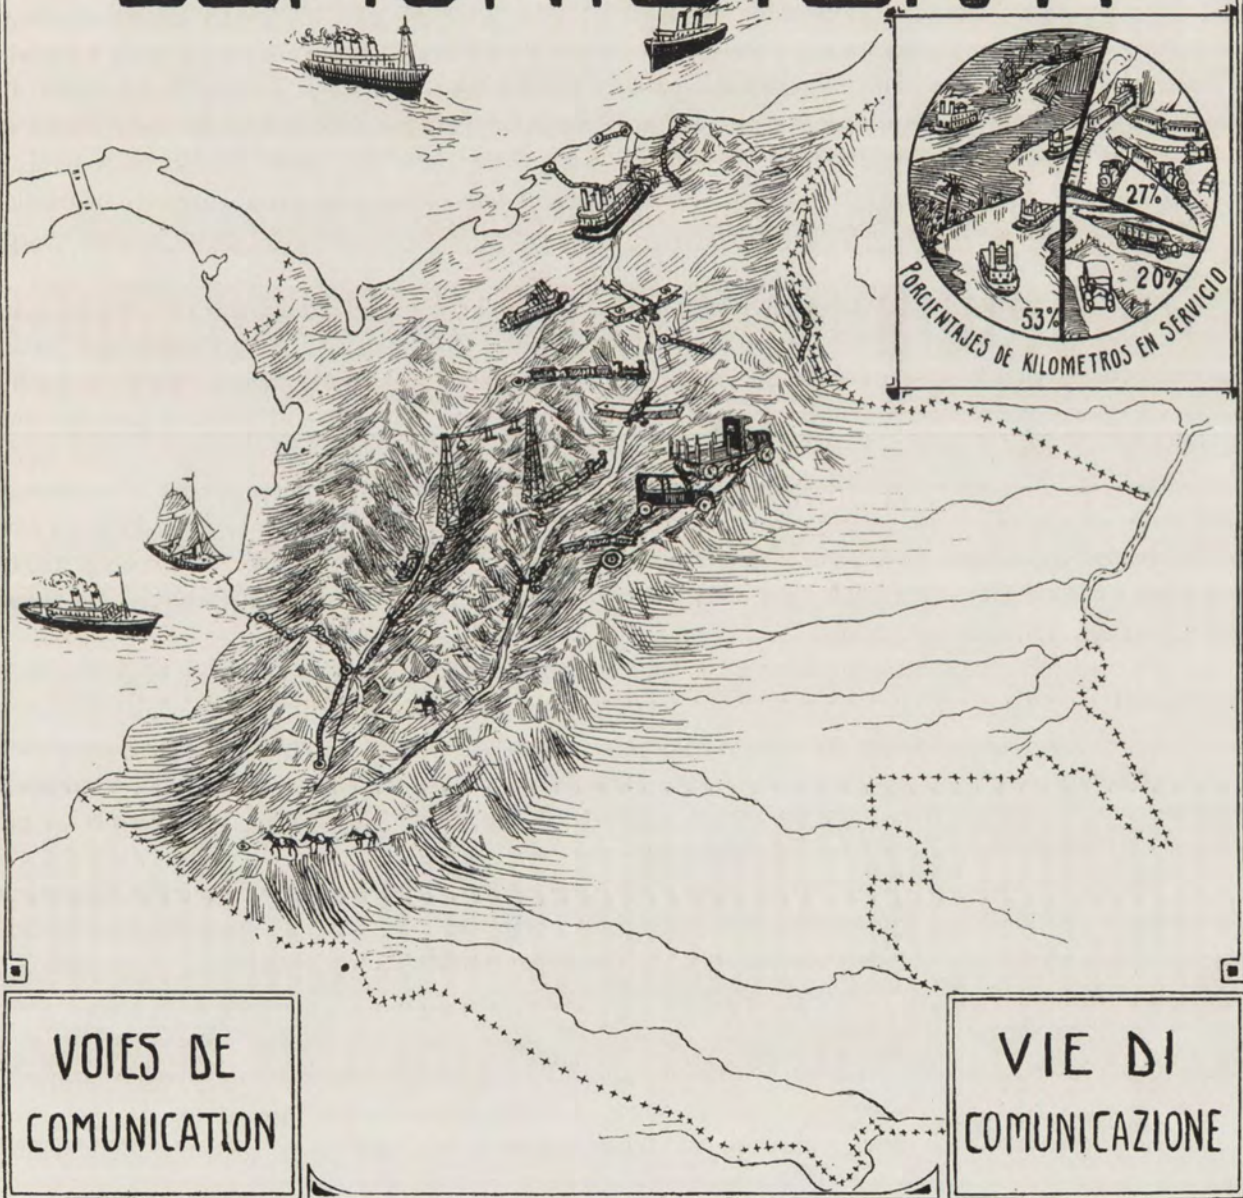 27%
20%
53%
PORCIENTAJES DE KILOMETROS EN SERVICIO
VOIES DE
COMUNICATION
VIE DI
COMUNICAZIONE